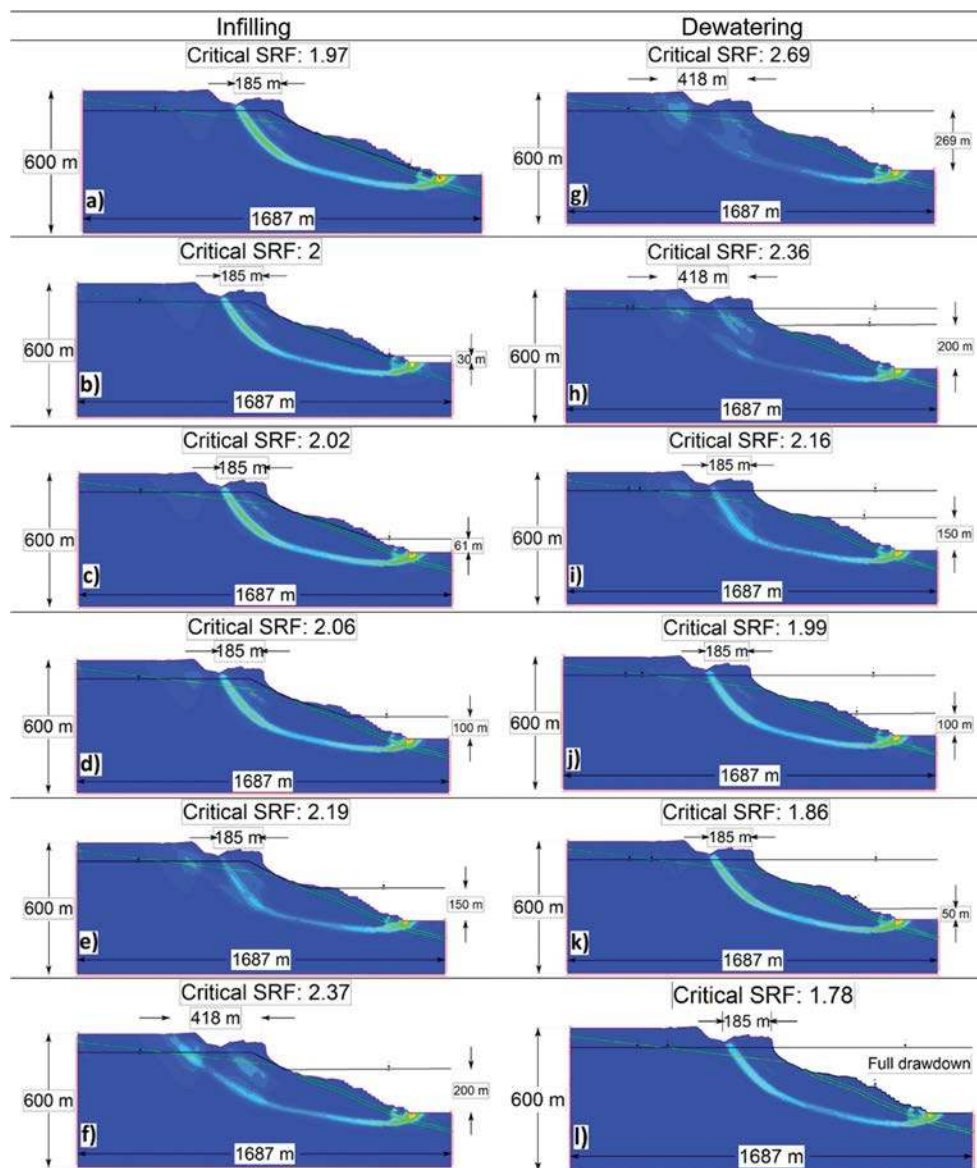 Infilling
Dewatering
Critical SRF: 1.97
185 m
600 m
a)
1687 m
Critical SRF: 2.69
418 m
600 m
269 m
g)
1687 m
Critical SRF: 2
185 m
600 m
30 m
b)
1687 m
Critical SRF: 2.36
418 m
600 m
200 m
h)
1687 m
Critical SRF: 2.02
185 m
600 m
61 m
c)
1687 m
Critical SRF: 2.16
185 m
600 m
150 m
i)
1687 m
Critical SRF: 2.06
185 m
600 m
100 m
d)
1687 m
Critical SRF: 1.99
185 m
600 m
100 m
j)
1687 m
Critical SRF: 2.19
185 m
600 m
150 m
e)
1687 m
Critical SRF: 1.86
185 m
600 m
50 m
k)
1687 m
Critical SRF: 2.37
418 m
600 m
200 m
f)
1687 m
Critical SRF: 1.78
185 m
Full drawdown
600 m
l)
1687 m